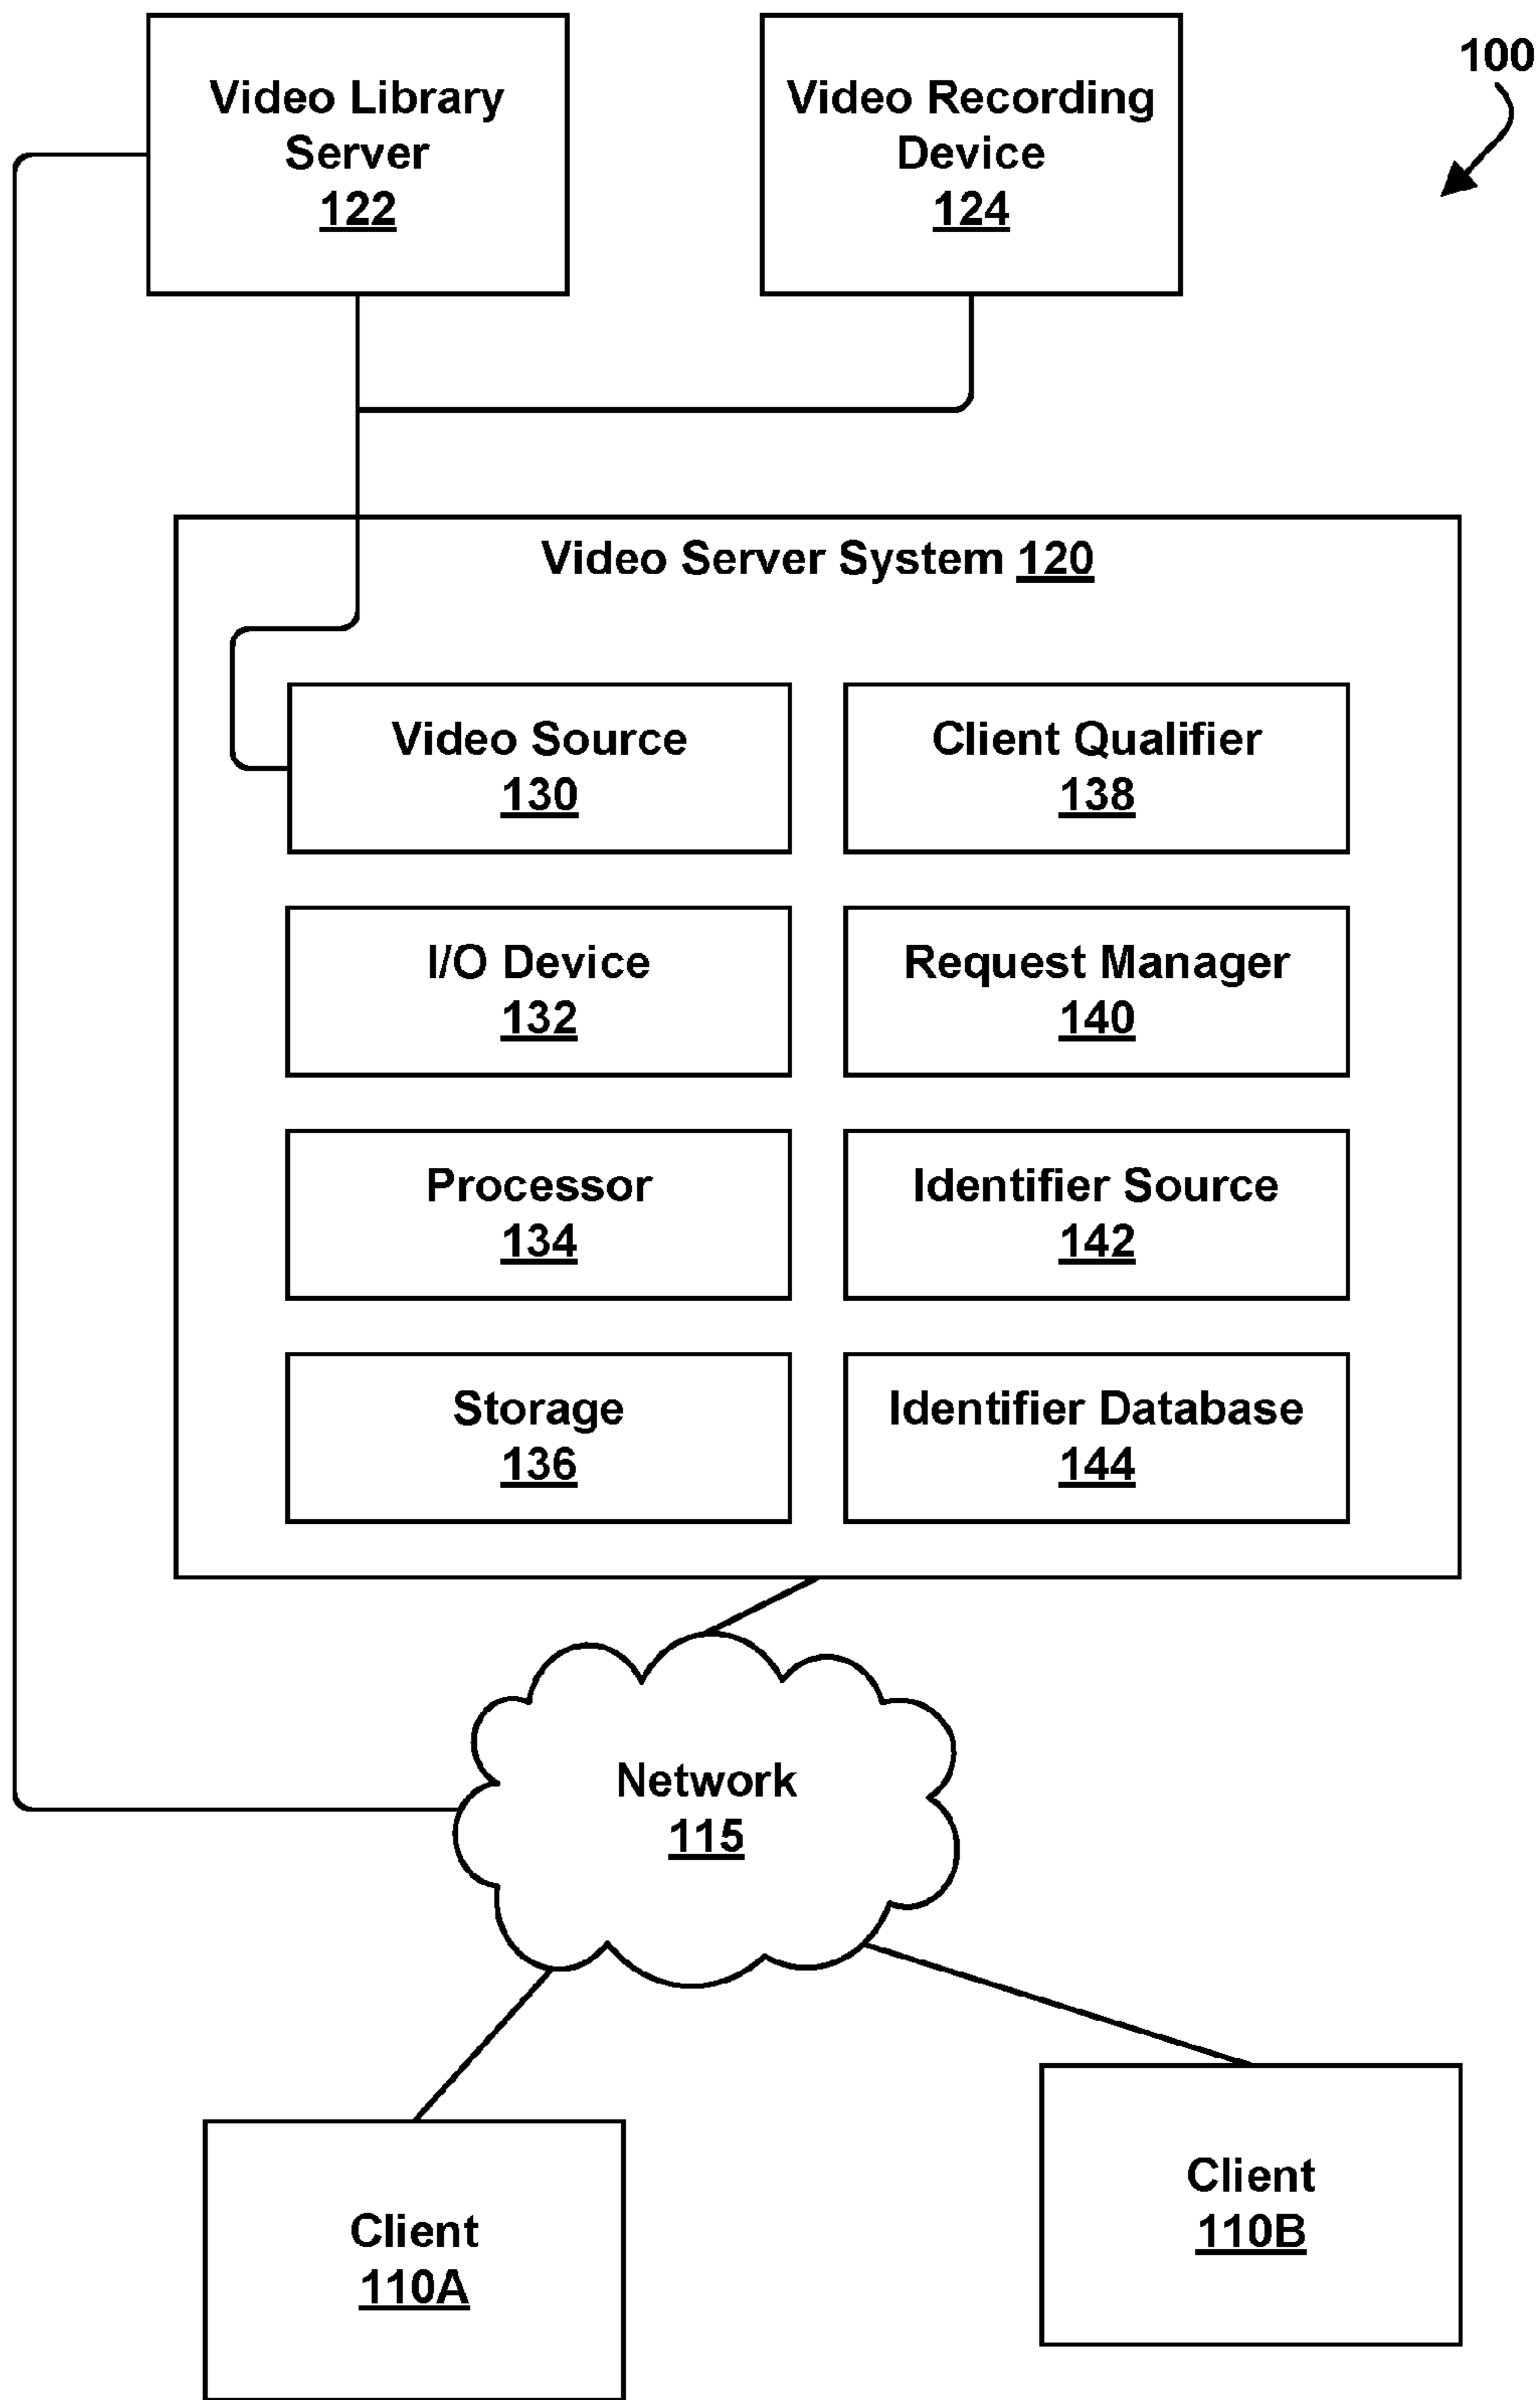 100
Video Library
Server
122
Video Recording
Device
124
Video Server System 120
Video Source
130
Client Qualifier
138
I/O Device
132
Request Manager
140
Processor
134
Identifier Source
142
Storage
136
Identifier Database
144
Network
115
Client
110A
Client
110B